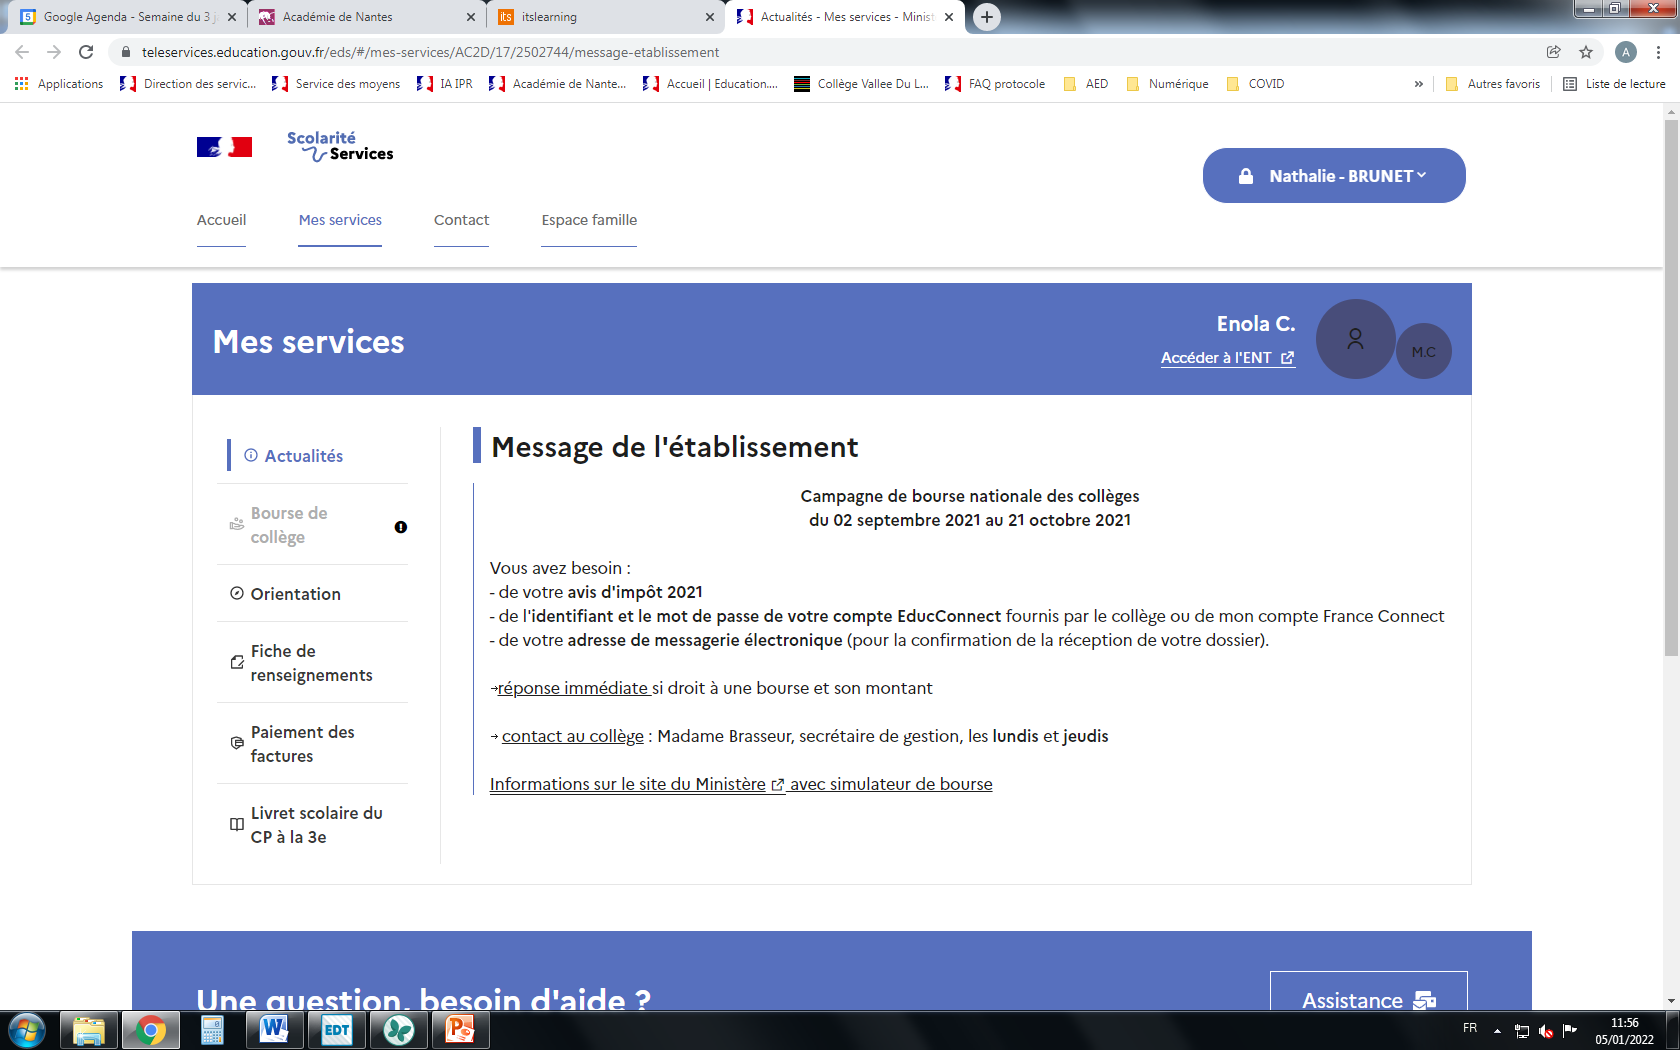 5 Google Agenda - Semaine du 3 j
Académie de Nantes
its itslearning
Actualités - Mes services - Minist
teleservices.education.gouv.fr/eds/#/mes-services/AC2D/17/2502744/message-etablissement
A
Applications
Direction des servic...
Service des moyens
IA IPR
Académie de Nante...
Accueil | Education....
Collège Vallee Du L...
FAQ protocole
AED
Numérique
COVID
»
Autres favoris
Liste de lecture
Scolarité
Services
Nathalie - BRUNET
Accueil
Mes services
Contact
Espace famille
Mes services
Enola C.
Accéder à l'ENT
M.C
Actualités
Bourse de
collège
Orientation
Fiche de
renseignements
Paiement des
factures
Livret scolaire du
CP à la 3e
Message de l'établissement
Campagne de bourse nationale des collèges
du 02 septembre 2021 au 21 octobre 2021
Vous avez besoin :
- de votre avis d'impôt 2021
- de l'identifiant et le mot de passe de votre compte EducConnect fournis par le collège ou de mon compte France Connect
- de votre adresse de messagerie électronique (pour la confirmation de la réception de votre dossier).
→réponse immédiate si droit à une bourse et son montant
→ contact au collège : Madame Brasseur, secrétaire de gestion, les lundis et jeudis
Informations sur le site du Ministère avec simulateur de bourse
Une question, besoin d'aide ?
Assistance
W
EDT
P
FR
11:56
05/01/2022